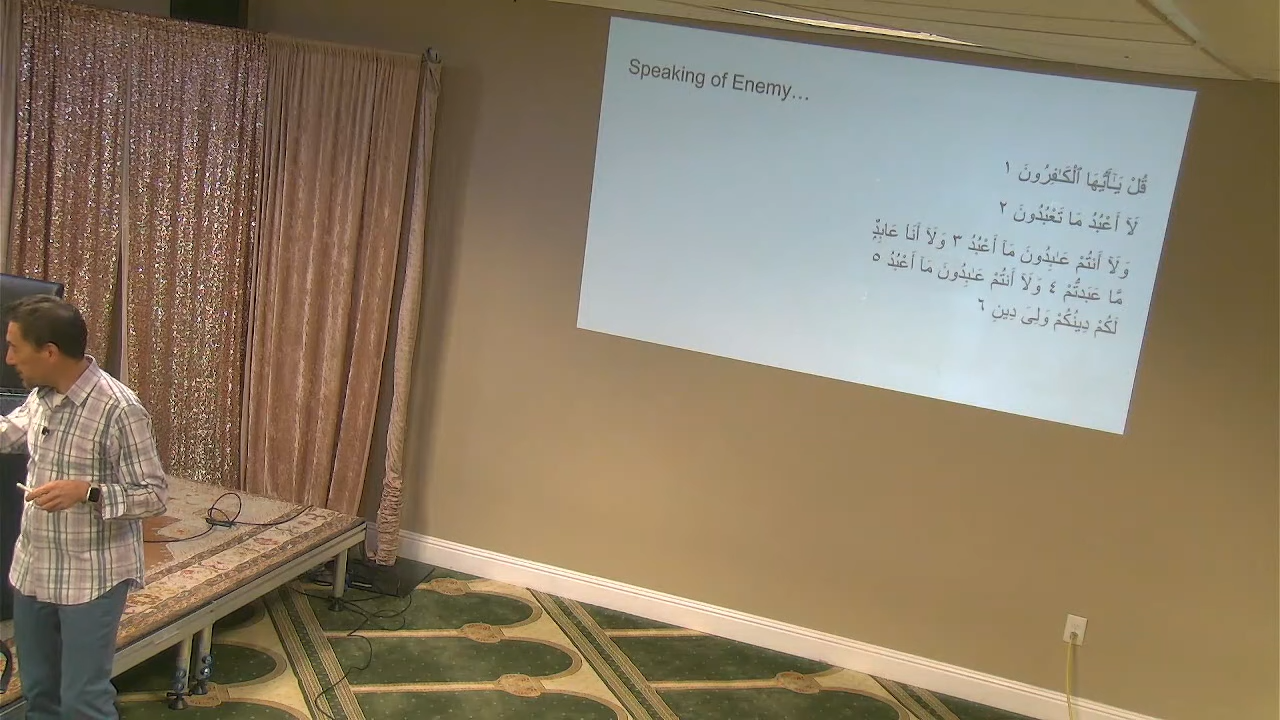 Speaking of Enemy…
قُلْ يَـٰٓأَيُّهَا ٱلْكَـٰفِرُونَ ١
لَآ أَعْبُدُ مَا تَعْبُدُونَ ٢
وَلَآ أَنتُمْ عَـٰبِدُونَ مَآ أَعْبُدُ ٣ وَلَآ أَنَا۠ عَابِدٌۭ
مَّا عَبَدتُّمْ ٤ وَلَآ أَنتُمْ عَـٰبِدُونَ مَآ أَعْبُدُ ٥
لَكُمْ دِينُكُمْ وَلِىَ دِينِ ٦